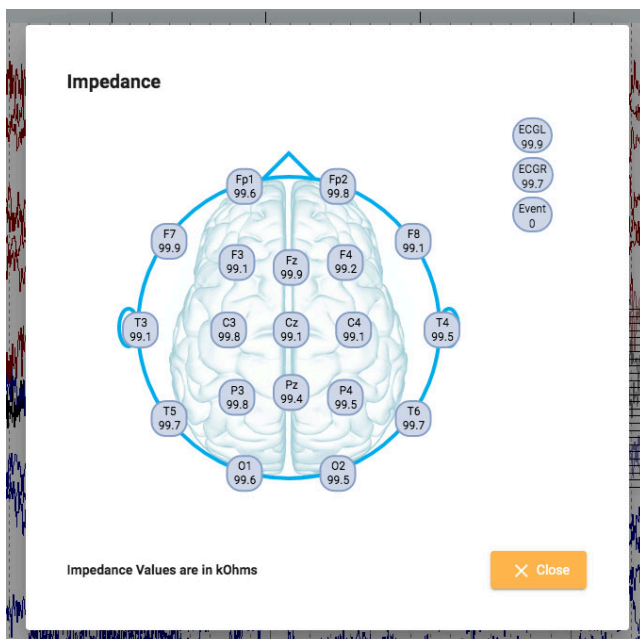 Impedance
ECGL
99.9
ECGR
99.7
Event
0
Fp1
99.6
Fp2
99.8
F7
99.9
F8
99.1
F3
99.1
Fz
99.9
F4
99.2
T3
99.1
C3
99.8
Cz
99.1
C4
99.1
T4
99.5
P3
99.8
Pz
99.4
P4
99.5
T5
99.7
T6
99.7
O1
99.6
O2
99.5
Impedance Values are in kOhms
Close